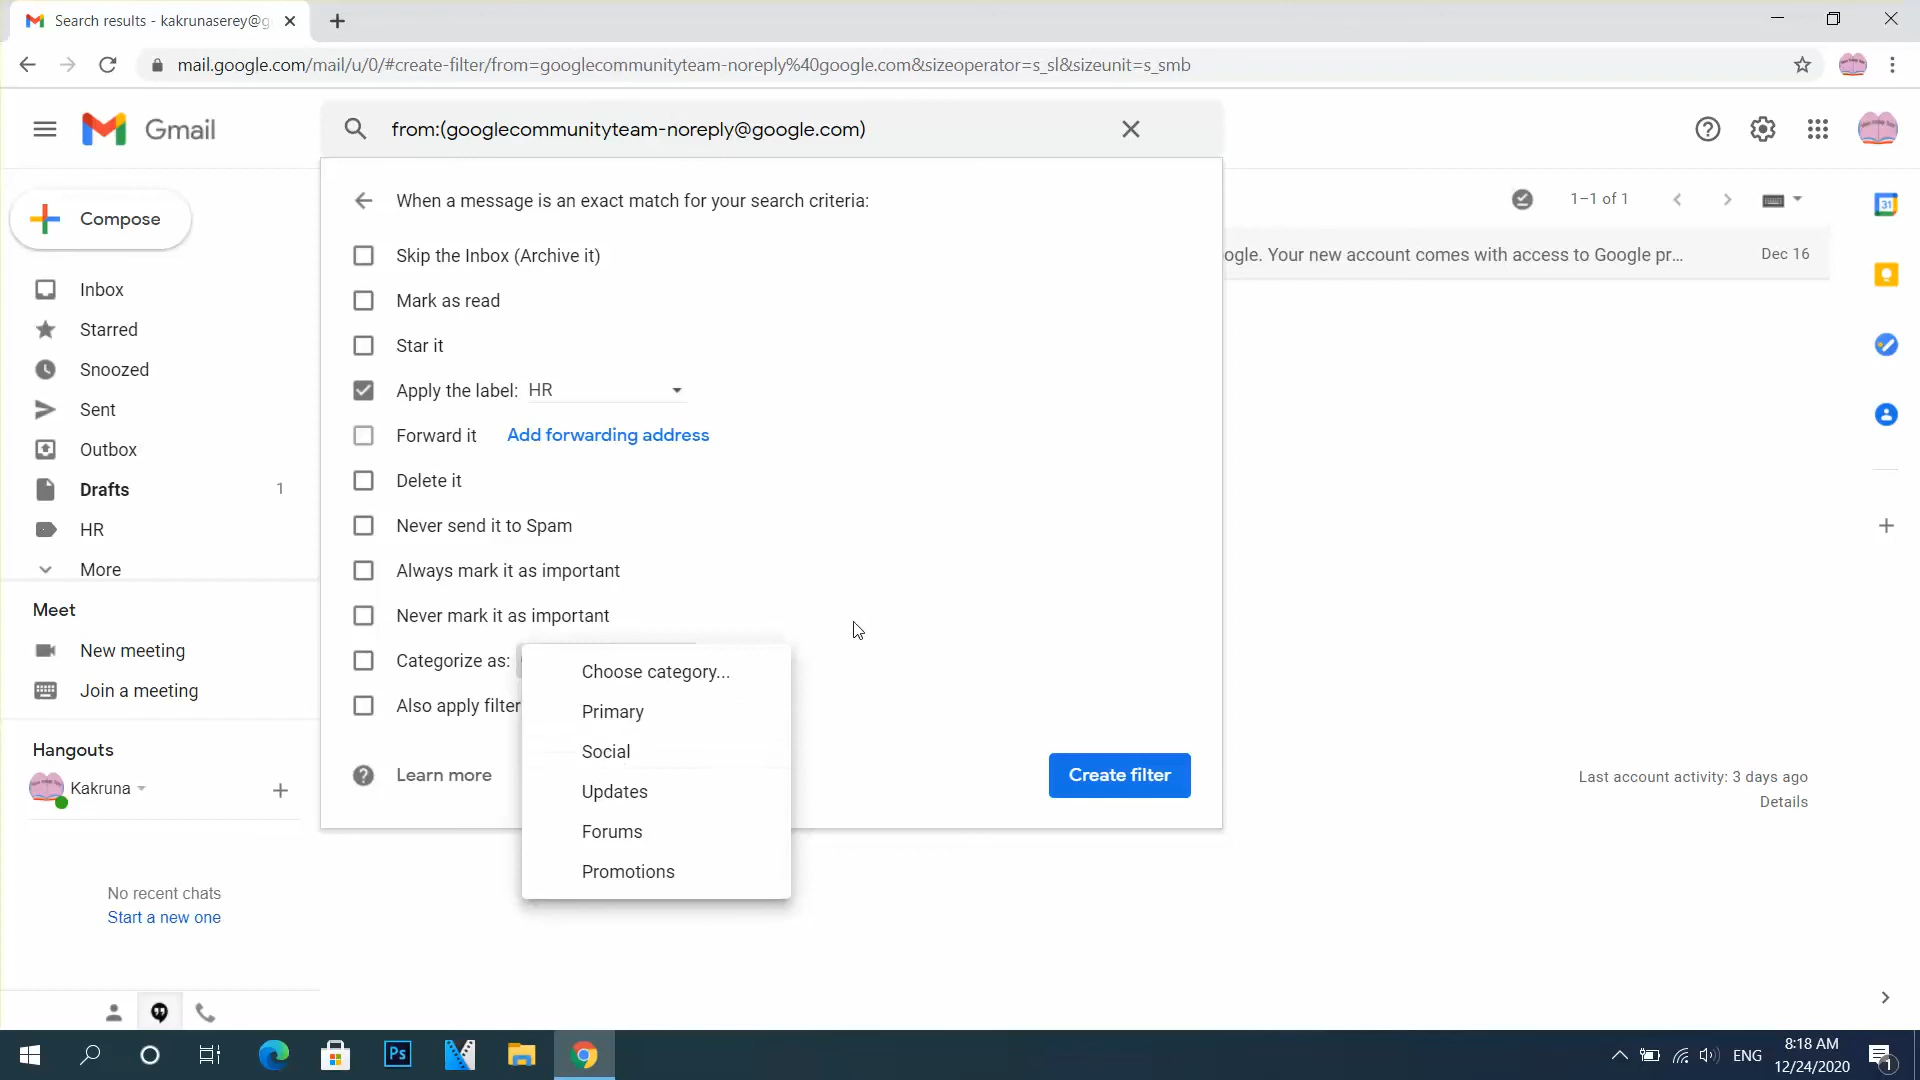 Search results - kakrunaserey@g
mail.google.com/mail/u/0/#create-filter/from=googlecommunityteam-noreply%40google.com&sizeoperator=s_sl&sizeunit=s_smb
Gmail
from:(googlecommunityteam-noreply@google.com)
Compose
Inbox
Starred
Snoozed
Sent
Outbox
Drafts 1
HR
More
Meet
New meeting
Join a meeting
Hangouts
Kakruna
No recent chats
Start a new one
When a message is an exact match for your search criteria:
Skip the Inbox (Archive it)
Mark as read
Star it
Apply the label: HR
Forward it Add forwarding address
Delete it
Never send it to Spam
Always mark it as important
Never mark it as important
Categorize as:
Also apply filter
Choose category...
Primary
Social
Updates
Forums
Promotions
Learn more
Create filter
1–1 of 1
ogle. Your new account comes with access to Google pr… Dec 16
31
Last account activity: 3 days ago
Details
Ps
ENG
8:18 AM
12/24/2020
1